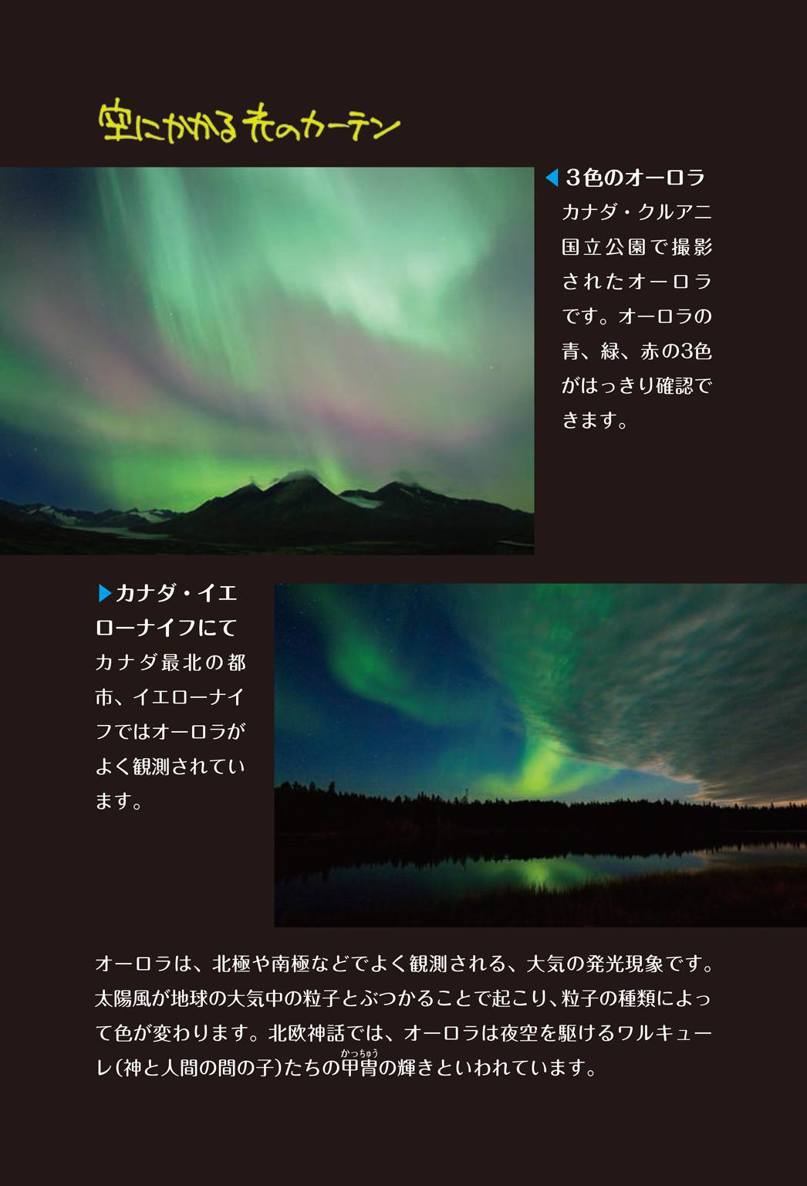 空にかかる光のカーテン
◀3色のオーロラ
カナダ・クルアニ
国立公園で撮影
されたオーロラ
です。オーロラの
青、緑、赤の3色
がはっきり確認で
きます。
▶カナダ・イエ
ローナイフにて
カナダ最北の都
市、イエローナイ
フではオーロラが
よく観測されてい
ます。
オーロラは、北極や南極などでよく観測される、大気の発光現象です。
太陽風が地球の大気中の粒子とぶつかることで起こり、粒子の種類によっ
て色が変わります。北欧神話では、オーロラは夜空を駆けるワルキュー
かっちゅう
レ(神と人間の間の子)たちの甲冑の輝きといわれています。